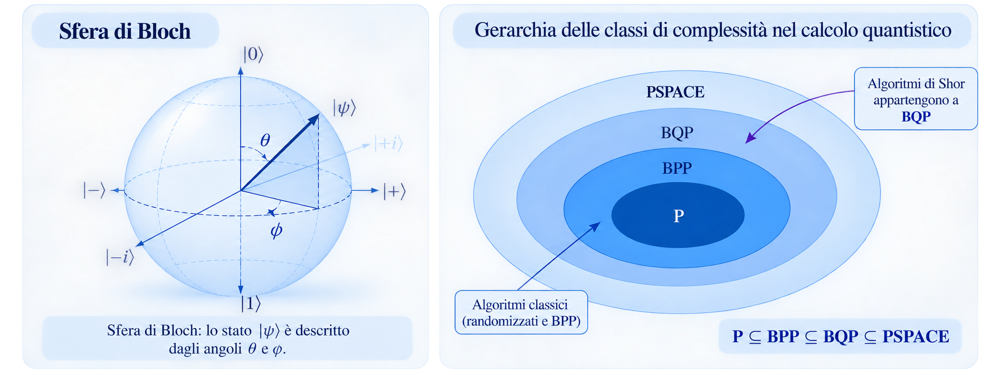 Sfera di Bloch
|0⟩
|ψ⟩
θ
|+i⟩
|−⟩
|+⟩
ϕ
|−i⟩
|1⟩
Sfera di Bloch: lo stato |ψ⟩ è descritto
dagli angoli θ e φ.
Gerarchia delle classi di complessità nel calcolo quantistico
PSPACE
BQP
BPP
P
Algoritmi di Shor
appartengono a
BQP
Algoritmi classici
(randomizzati e BPP)
P ⊆ BPP ⊆ BQP ⊆ PSPACE